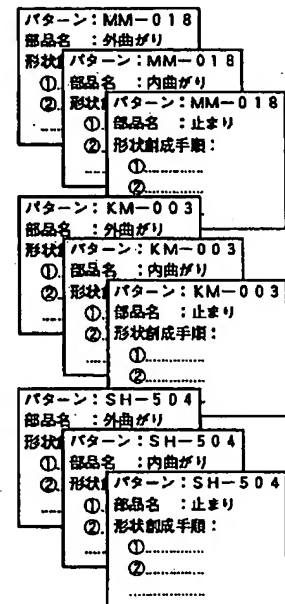 パターン：MM－018
部品名　：外曲がり
形状
パターン：MM－018
①
部品名　：内曲がり
②
形状
パターン：MM－018
①
部品名　：止まり
②
形状創成手順：
①
②
パターン：KM－003
部品名　：外曲がり
形状
パターン：KM－003
①
部品名　：内曲がり
②
形状
パターン：KM－003
①
部品名　：止まり
②
形状創成手順：
①
②
パターン：SH－504
部品名　：外曲がり
形状
パターン：SH－504
①
部品名　：内曲がり
②
形状
パターン：SH－504
①
部品名　：止まり
②
形状創成手順：
①
②